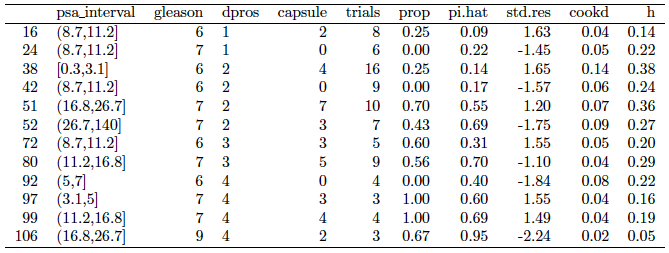 psa_interval gleason dpros capsule trials prop pi.hat std.res cookd h
16 (8.7,11.2] 6 1 2 8 0.25 0.09 1.63 0.04 0.14
24 (8.7,11.2] 7 1 0 6 0.00 0.22 -1.45 0.05 0.22
38 [0.3,3.1] 6 2 4 16 0.25 0.14 1.65 0.14 0.38
42 (8.7,11.2] 6 2 0 9 0.00 0.17 -1.57 0.06 0.24
51 (16.8,26.7] 7 2 7 10 0.70 0.55 1.20 0.07 0.36
52 (26.7,140] 7 2 3 7 0.43 0.69 -1.75 0.09 0.27
72 (8.7,11.2] 6 3 3 5 0.60 0.31 1.55 0.05 0.20
80 (11.2,16.8] 7 3 5 9 0.56 0.70 -1.10 0.04 0.29
92 (5,7] 6 4 0 4 0.00 0.40 -1.84 0.08 0.22
97 (3.1,5] 7 4 3 3 1.00 0.60 1.55 0.04 0.16
99 (11.2,16.8] 7 4 4 4 1.00 0.69 1.49 0.04 0.19
106 (16.8,26.7] 9 4 2 3 0.67 0.95 -2.24 0.02 0.05